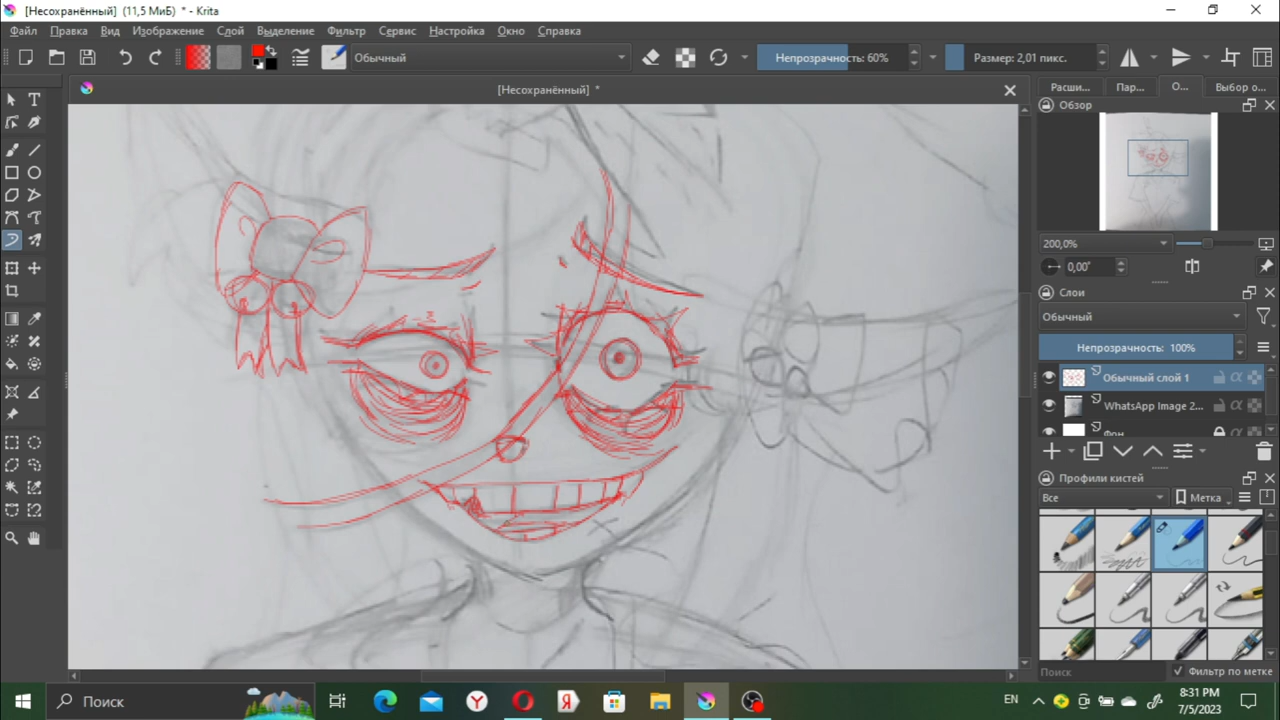 [Несохранённый] (11,5 МиБ) * - Krita
Файл Правка Вид Изображение Слой Выделение Фильтр Сервис Настройка Окно Справка
Обычный
Непрозрачность: 60%
Размер: 2,01 пикс.
[Несохранённый] *
Расши... Пар... О... Выбор о...
Обзор
200,0%
0,00°
Слои
Обычный
Непрозрачность: 100%
Обычный слой 1
WhatsApp Image 2...
Фон
Профили кистей
Все
Метка
Поиск
Фильтр по метке
Поиск
EN
8:31 PM
7/5/2023